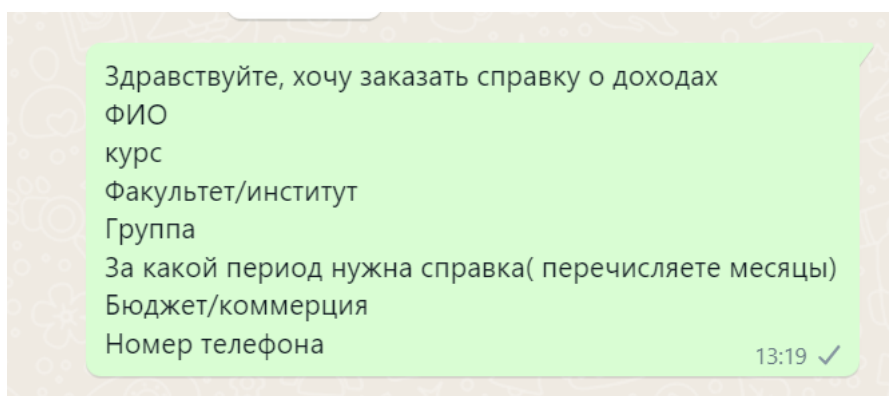 Здравствуйте, хочу заказать справку о доходах
ФИО
курс
Факультет/институт
Группа
За какой период нужна справка( перечисляете месяцы)
Бюджет/коммерция
Номер телефона
13:19